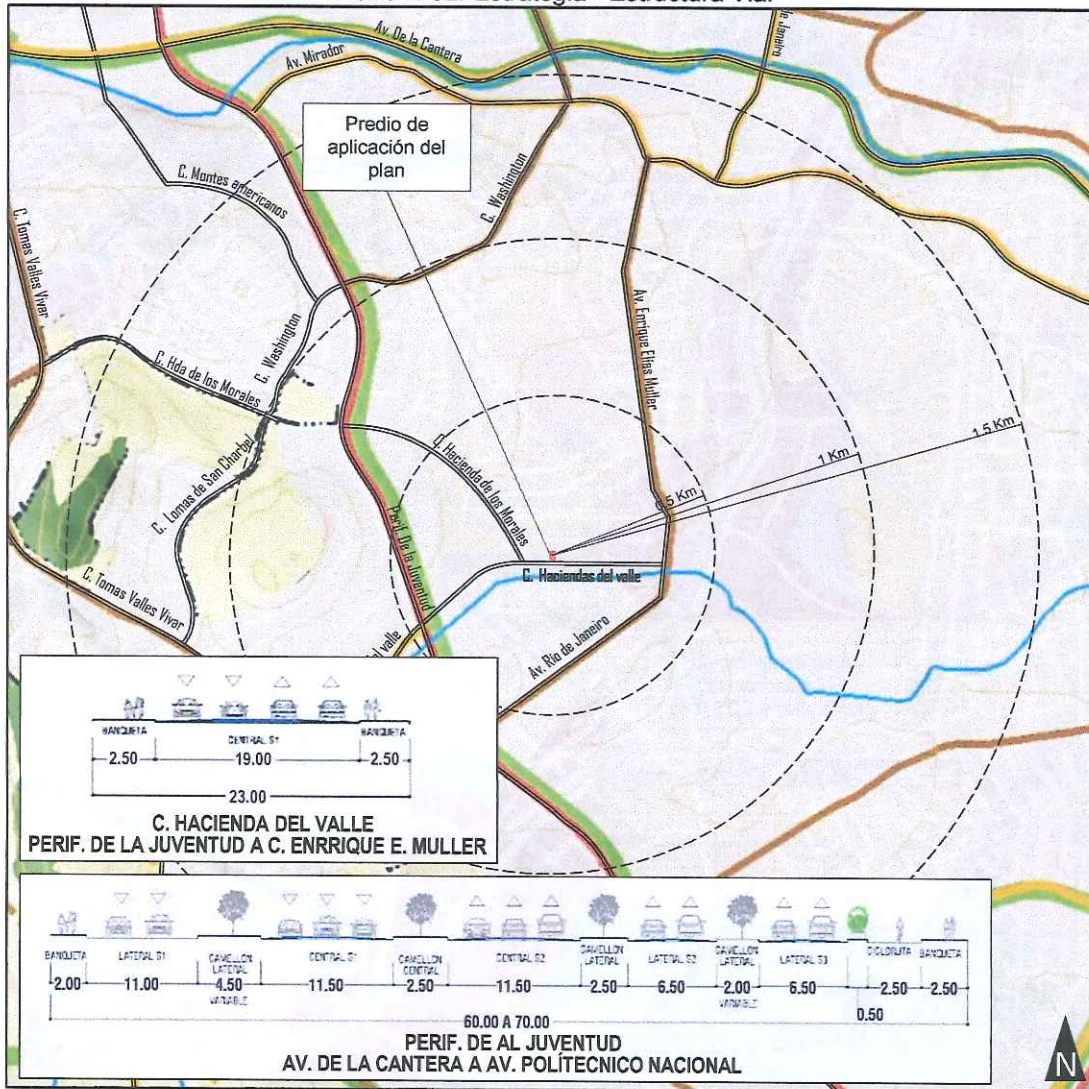 Av. De la Cantera
de Janeiro
Av. Mirador
Predio de
aplicación del
plan
C. Washington
C. Montes americanos
C. Tomas Valles Vivar
C. Washington
Av. Enrique Elias Muller
C. Hda de los Morales
1.5 Km
1 Km
C. Hacienda de los Morales
.5 Km
C. Lomas de San Charbel
Perif. De la Juventud
C. Haciendas del valle
C. Tomas Valles Vivar
el valle
Av. Rio de Janeiro
BANQUETA CENTRAL S1 BANQUETA
2.50 19.00 2.50
23.00
C. HACIENDA DEL VALLE
PERIF. DE LA JUVENTUD A C. ENRRIQUE E. MULLER
BANQUETA LATERAL S1 CAMELLON LATERAL VARIABLE CENTRAL S1 CAMELLON CENTRAL CENTRAL S2 CAMELLON LATERAL LATERAL S2 CAMELLON LATERAL VARIABLE LATERAL S3 CICLORUTA BANQUETA
2.00 11.00 4.50 11.50 2.50 11.50 2.50 6.50 2.00 6.50 2.50 2.50
0.50
60.00 A 70.00
PERIF. DE AL JUVENTUD
AV. DE LA CANTERA A AV. POLÍTECNICO NACIONAL
N